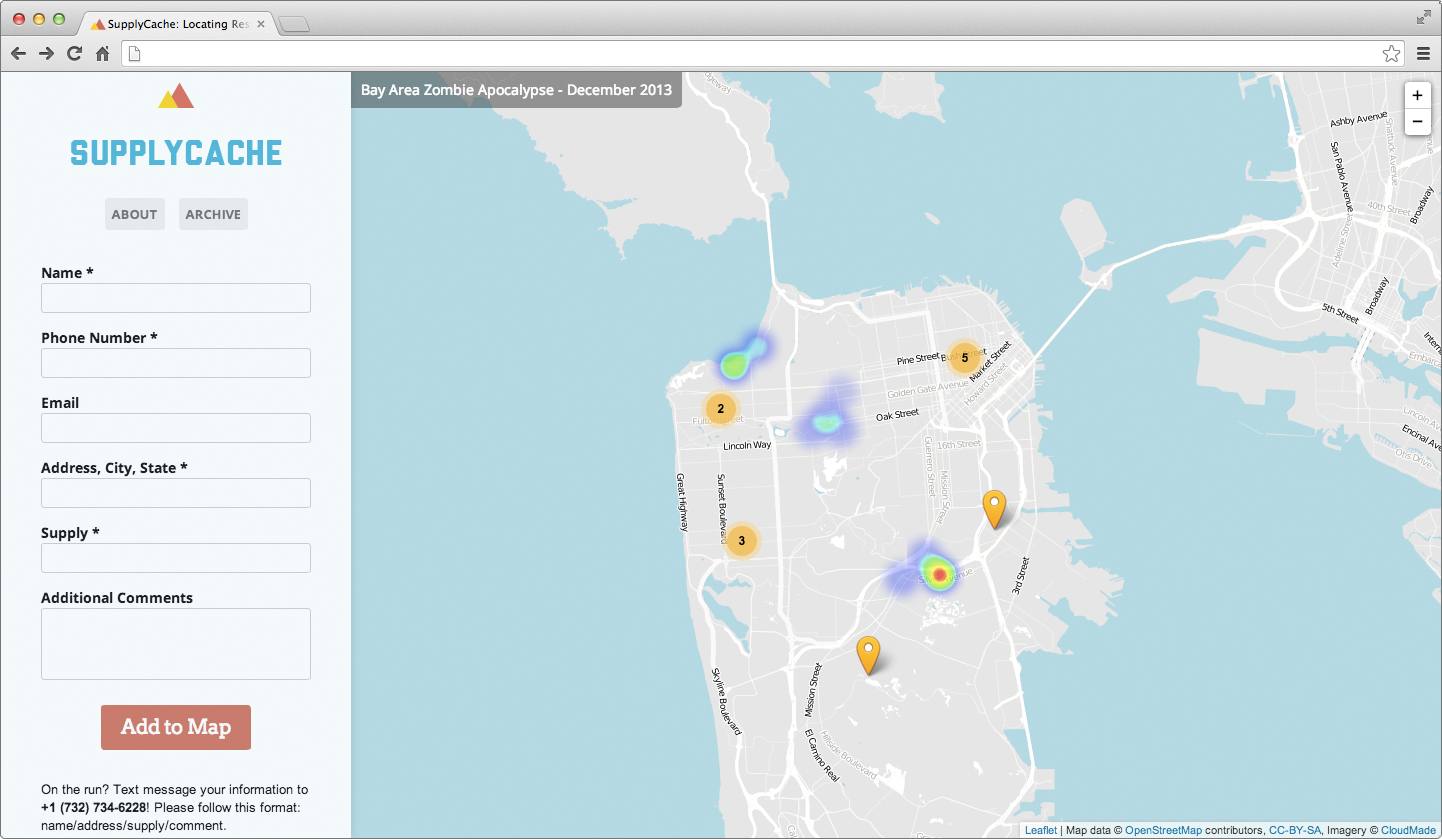 SupplyCache: Locating Res
SUPPLYCACHE
ABOUT
ARCHIVE
Name *
Phone Number *
Email
Address, City, State *
Supply *
Additional Comments
Add to Map
On the run? Text message your information to
+1 (732) 734-6228! Please follow this format:
name/address/supply/comment.
Bay Area Zombie Apocalypse - December 2013
+
−
Ashby Avenue
Shattuck Avenue
San Pablo Avenue
Broadway
40th Street
Adeline Street
Broadway
5th Street
Pine Street
5
Market Street
Howard Street
Golden Gate Avenue
2
Oak Street
Lincoln Way
16th Street
Guerrero Street
Mission Street
Great Highway
Sunset Boulevard
3
3rd Street
Encinal Ave
Otis Drive
Skyline Boulevard
Mission Street
El Camino Real
Hillside Boulevard
Leaflet | Map data © OpenStreetMap contributors, CC-BY-SA, Imagery © CloudMade